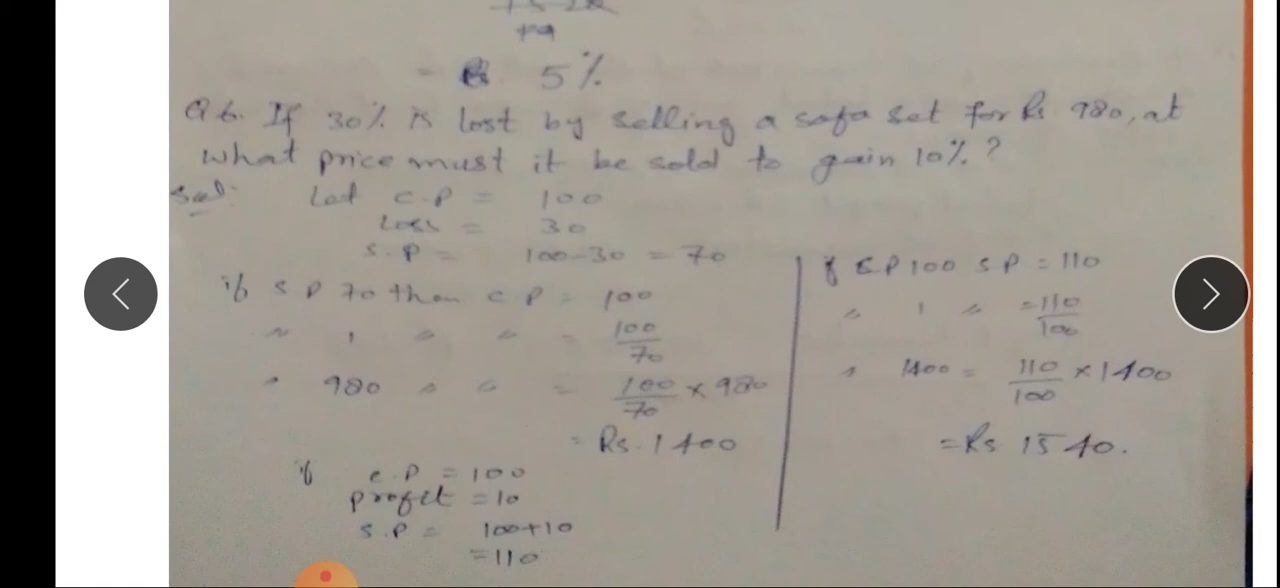 = 5%
Q6. If 30% is lost by selling a sofa set for Rs 980, at
what price must it be sold to gain 10%?
Sol: Let C.P = 100
Loss = 30
S.P = 100-30 = 70
if S P 70 then C P = 100
" 1 " " = 100/70
" 980 " " = 100/70 × 980
= Rs. 1400
if C.P = 100
profit = 10
S.P = 100+10
= 110
if C P 100 S P = 110
" 1 " = 110/100
" 1400 = 110/100 × 1400
= Rs 1540.